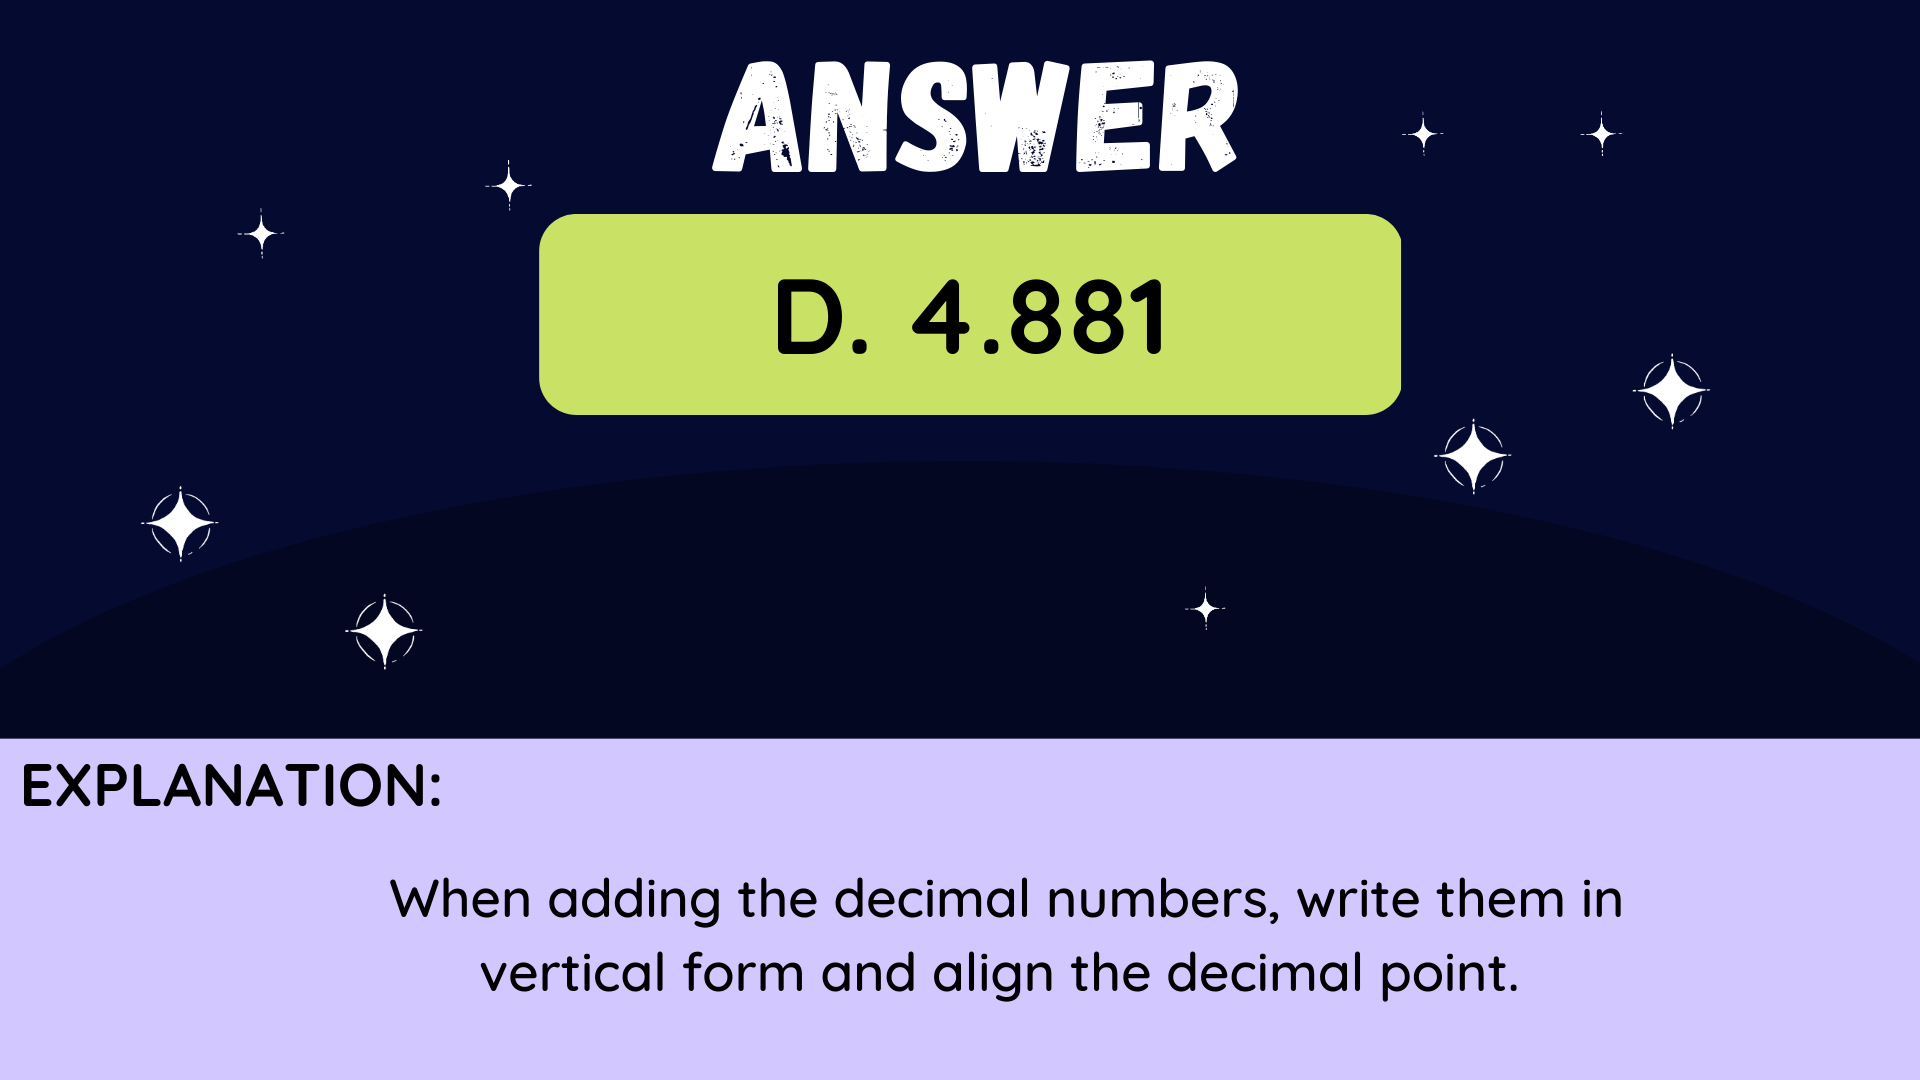 ANSWER
D. 4.881
EXPLANATION:
When adding the decimal numbers, write them in
vertical form and align the decimal point.